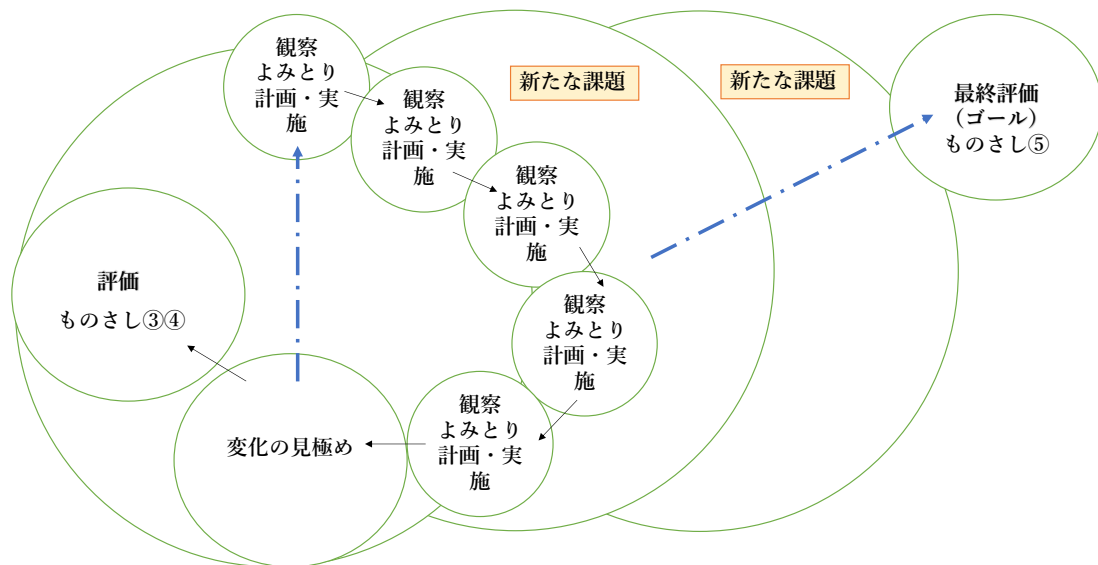 観察
よみとり
計画・実
施
観察
よみとり
計画・実
施
観察
よみとり
計画・実
施
観察
よみとり
計画・実
施
観察
よみとり
計画・実
施
変化の見極め
評価
ものさし③④
新たな課題
新たな課題
最終評価
（ゴール）
ものさし⑤